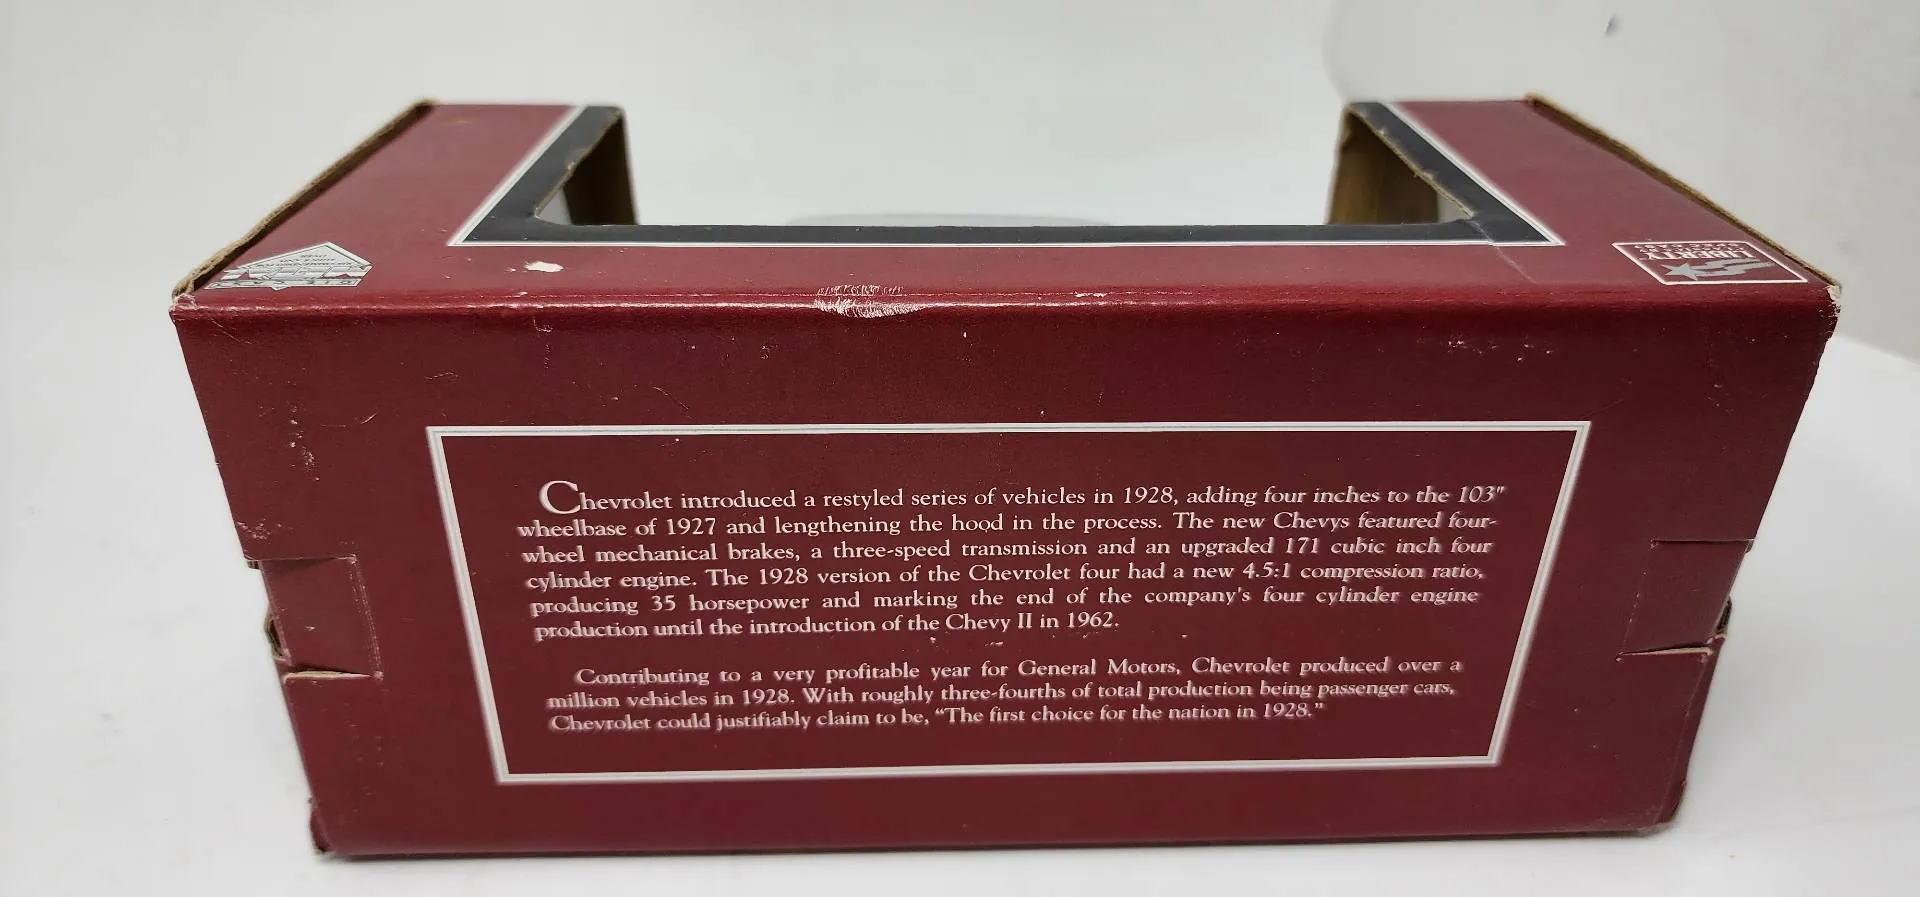 LIBERTY
SPECCAST
Chevrolet introduced a restyled series of vehicles in 1928, adding four inches to the 103"
wheelbase of 1927 and lengthening the hood in the process. The new Chevys featured four-
wheel mechanical brakes, a three-speed transmission and an upgraded 171 cubic inch four
cylinder engine. The 1928 version of the Chevrolet four had a new 4.5:1 compression ratio,
producing 35 horsepower and marking the end of the company's four cylinder engine
production until the introduction of the Chevy II in 1962.
Contributing to a very profitable year for General Motors, Chevrolet produced over a
million vehicles in 1928. With roughly three-fourths of total production being passenger cars,
Chevrolet could justifiably claim to be, “The first choice for the nation in 1928.”